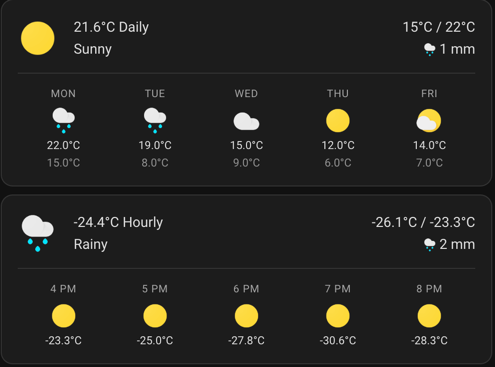 21.6°C Daily 15°C / 22°C
Sunny 1 mm
MON TUE WED THU FRI
22.0°C 19.0°C 15.0°C 12.0°C 14.0°C
15.0°C 8.0°C 9.0°C 6.0°C 7.0°C
-24.4°C Hourly -26.1°C / -23.3°C
Rainy 2 mm
4 PM 5 PM 6 PM 7 PM 8 PM
-23.3°C -25.0°C -27.8°C -30.6°C -28.3°C